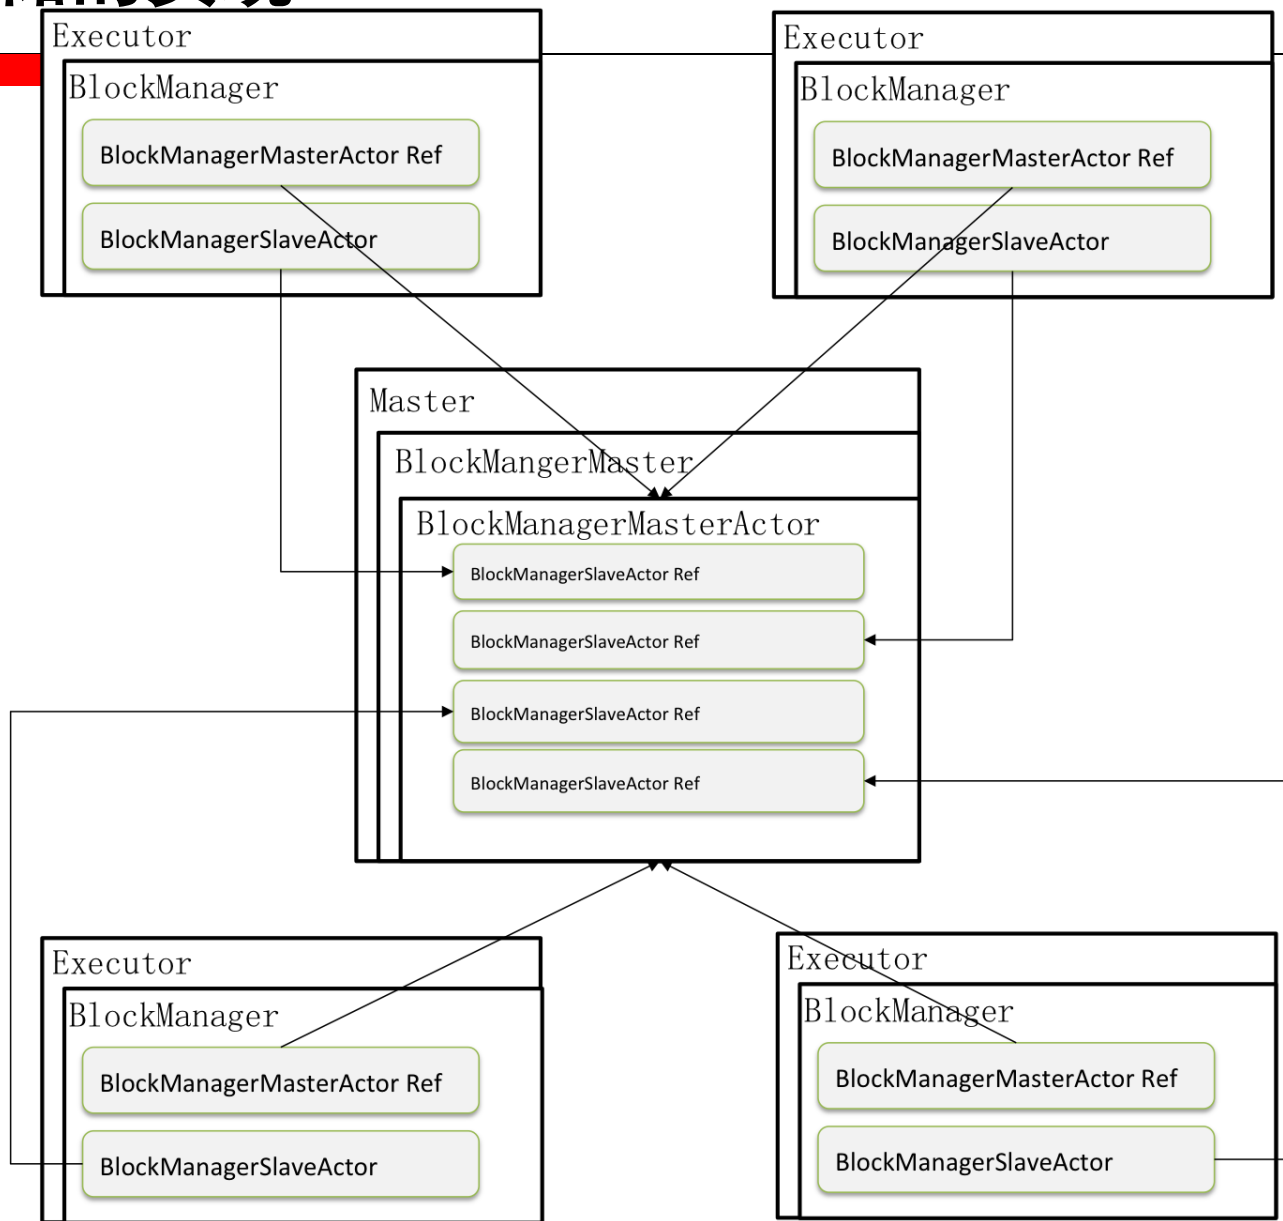 Executor
BlockManager
BlockManagerMasterActor Ref
BlockManagerSlaveActor
Executor
BlockManager
BlockManagerMasterActor Ref
BlockManagerSlaveActor
Master
BlockMangerMaster
BlockManagerMasterActor
BlockManagerSlaveActor Ref
BlockManagerSlaveActor Ref
BlockManagerSlaveActor Ref
BlockManagerSlaveActor Ref
Executor
BlockManager
BlockManagerMasterActor Ref
BlockManagerSlaveActor
Executor
BlockManager
BlockManagerMasterActor Ref
BlockManagerSlaveActor